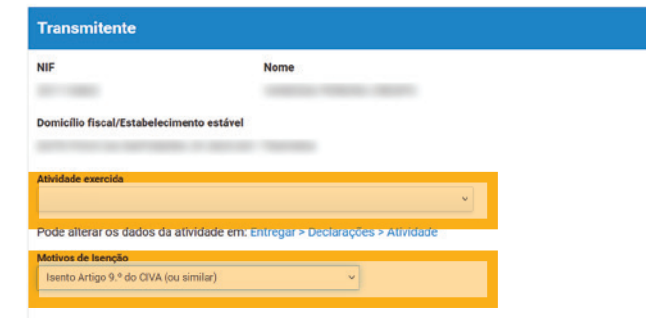 Transmitente
NIF Nome
Domicílio fiscal/Estabelecimento estável
Atividade exercida
Pode alterar os dados da atividade em: Entregar > Declarações > Atividade
Motivos de Isenção
Isento Artigo 9.º do CIVA (ou similar)